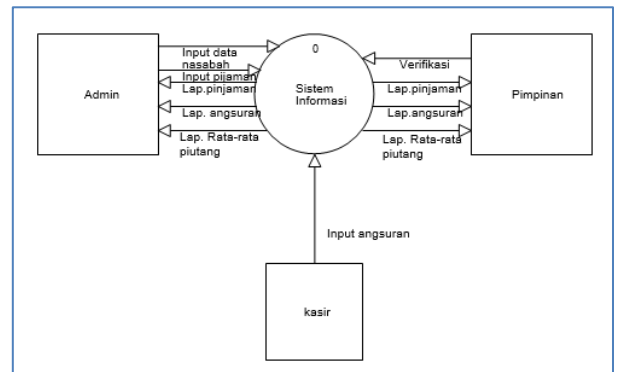 Admin
Input data
nasabah
Input pijaman
Lap.pinjaman
Lap. angsuran
Lap. Rata-rata
piutang
0
Sistem
Informasi
Verifikasi
Lap.pinjaman
Lap.angsuran
Lap. Rata-rata
piutang
Pimpinan
Input angsuran
kasir